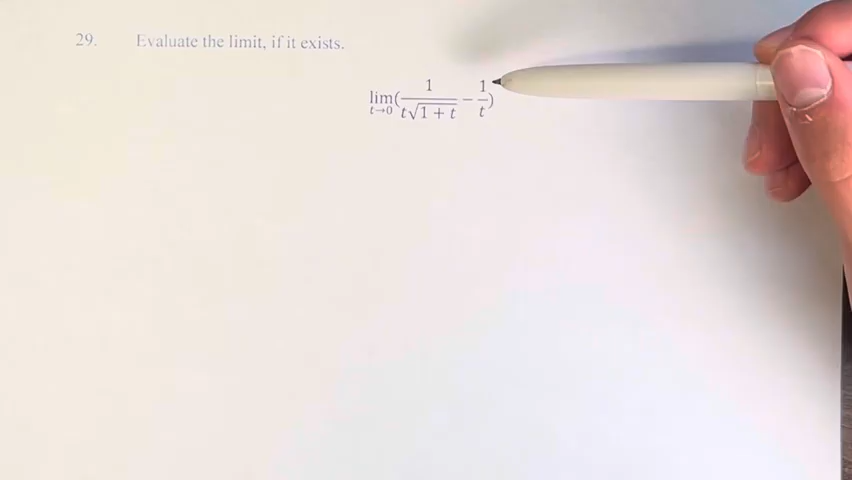 29. Evaluate the limit, if it exists.
lim t→0 (1/(t√(1 + t)) − 1/t)